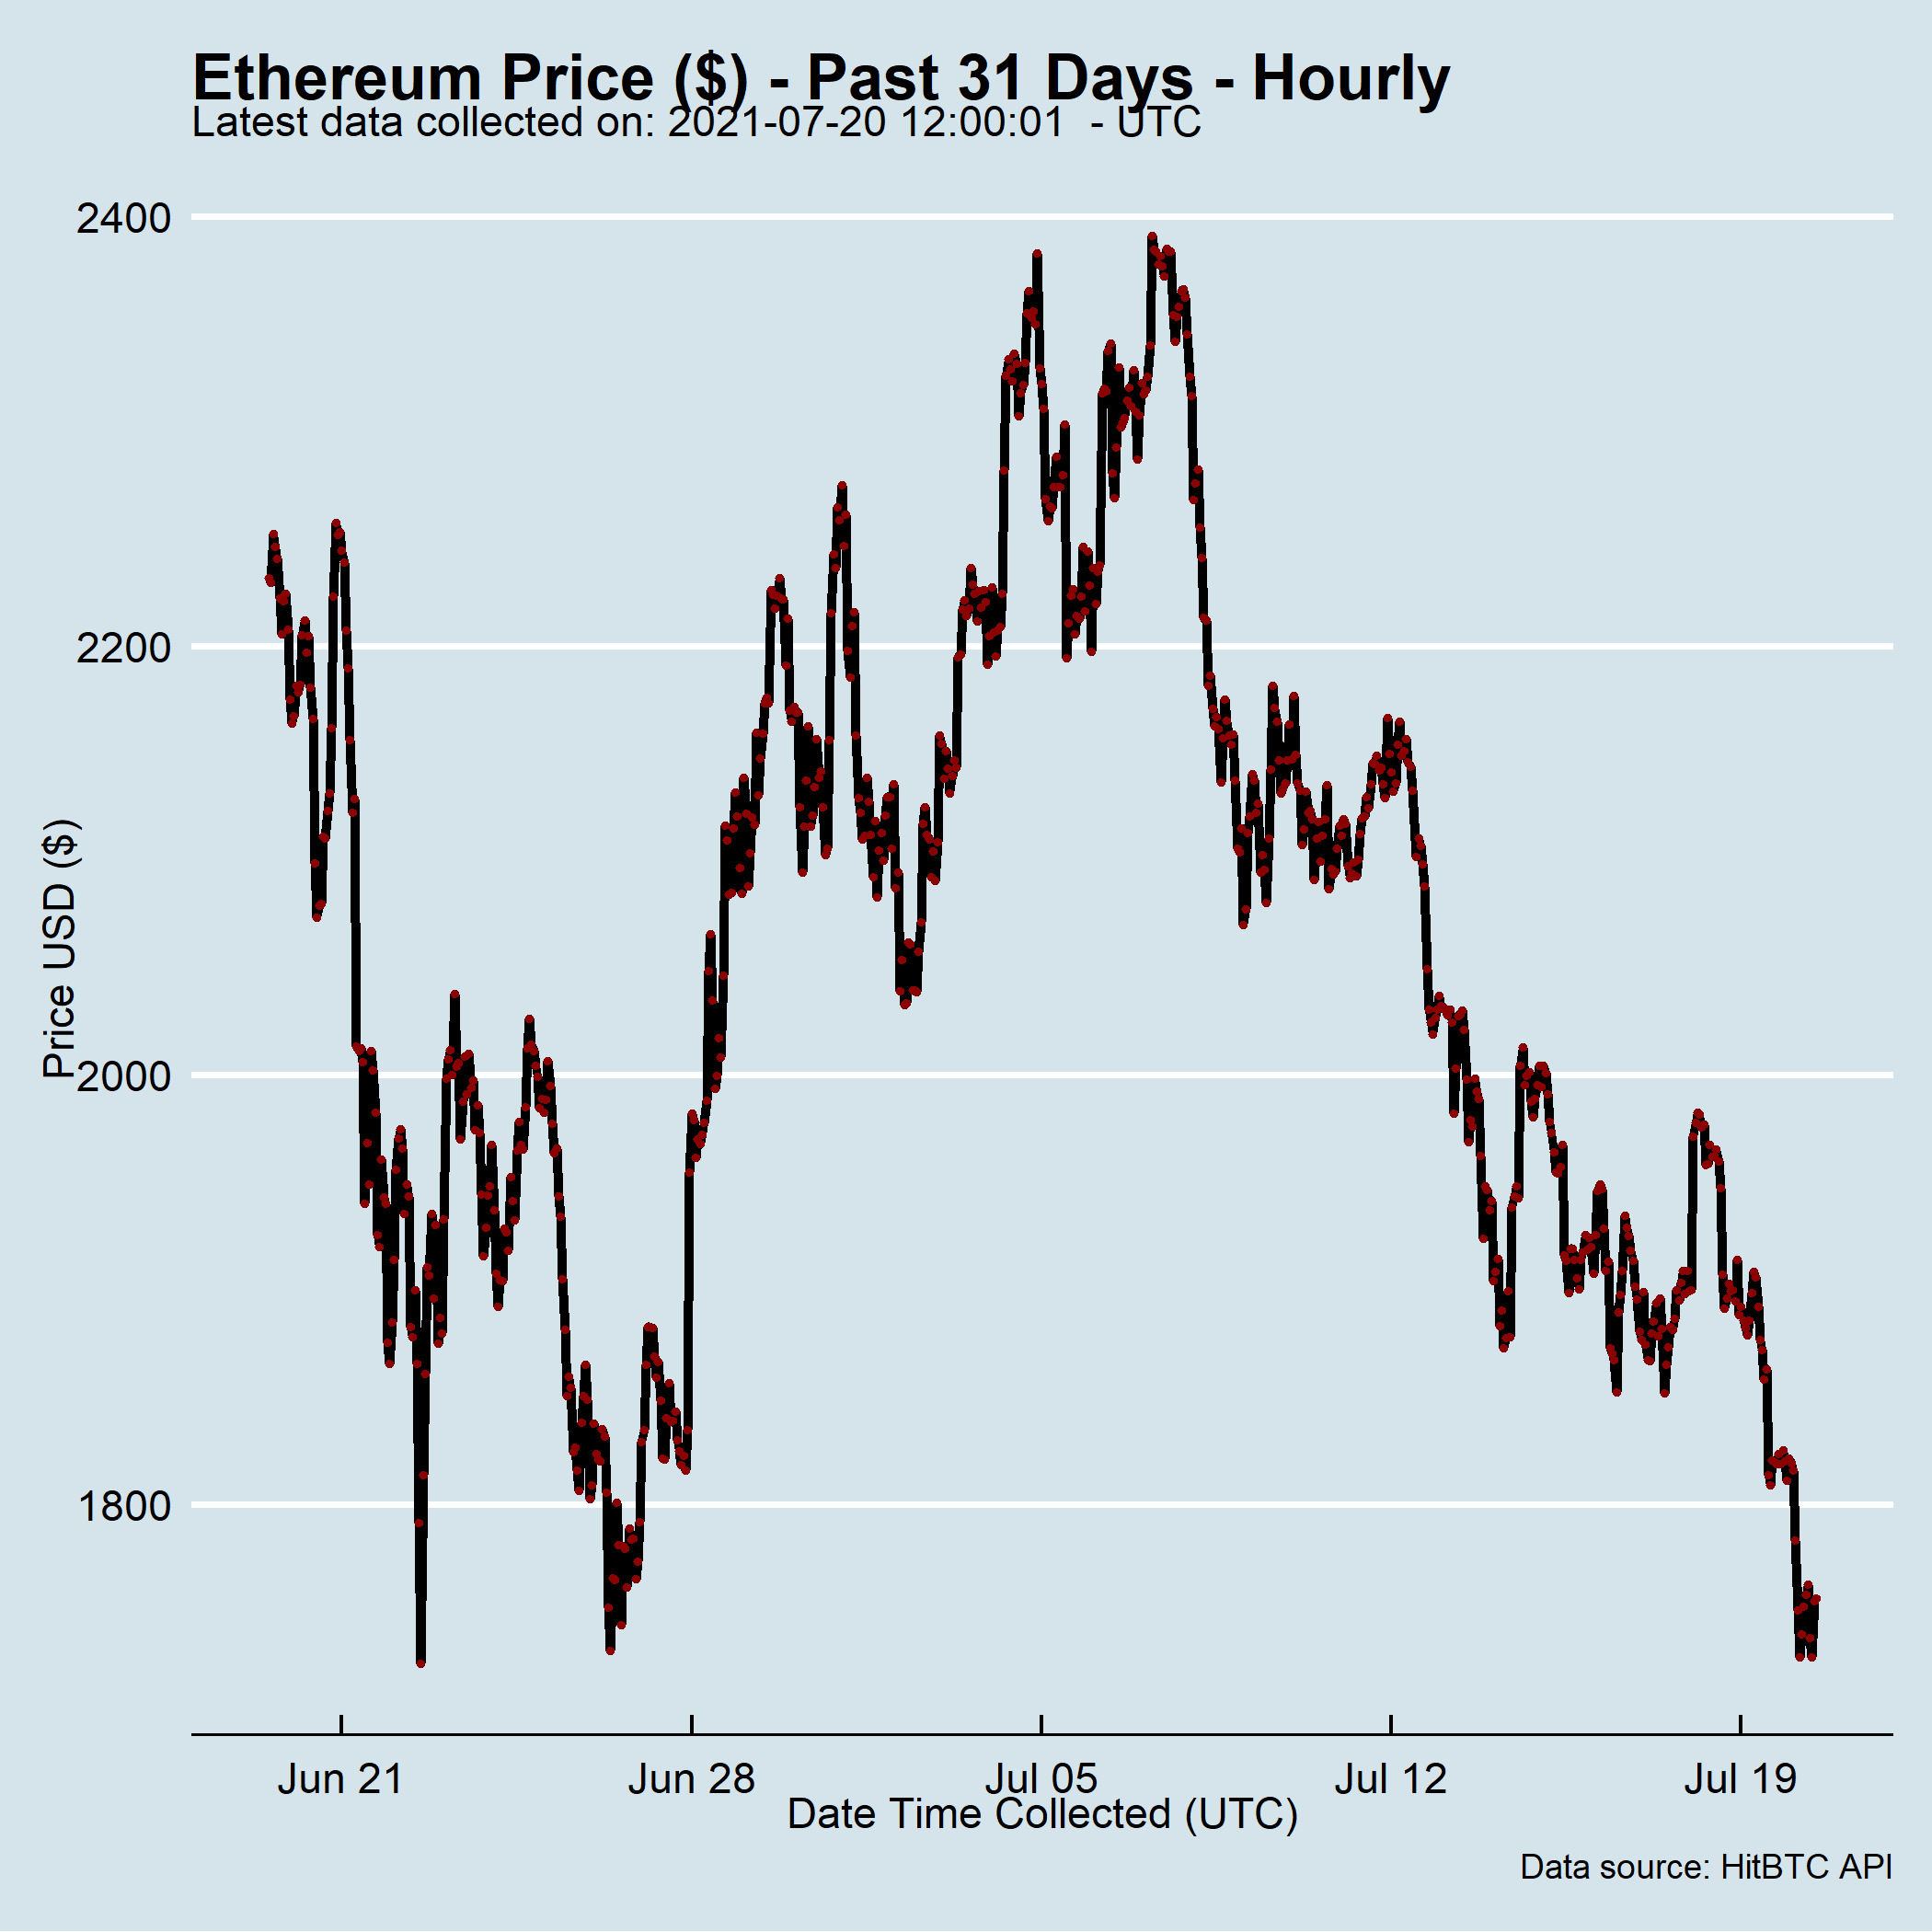 Ethereum Price ($) - Past 31 Days - Hourly
Latest data collected on: 2021-07-20 12:00:01  - UTC
2400
2200
2000
1800
Price USD ($)
Jun 21
Jun 28
Jul 05
Jul 12
Jul 19
Date Time Collected (UTC)
Data source: HitBTC API